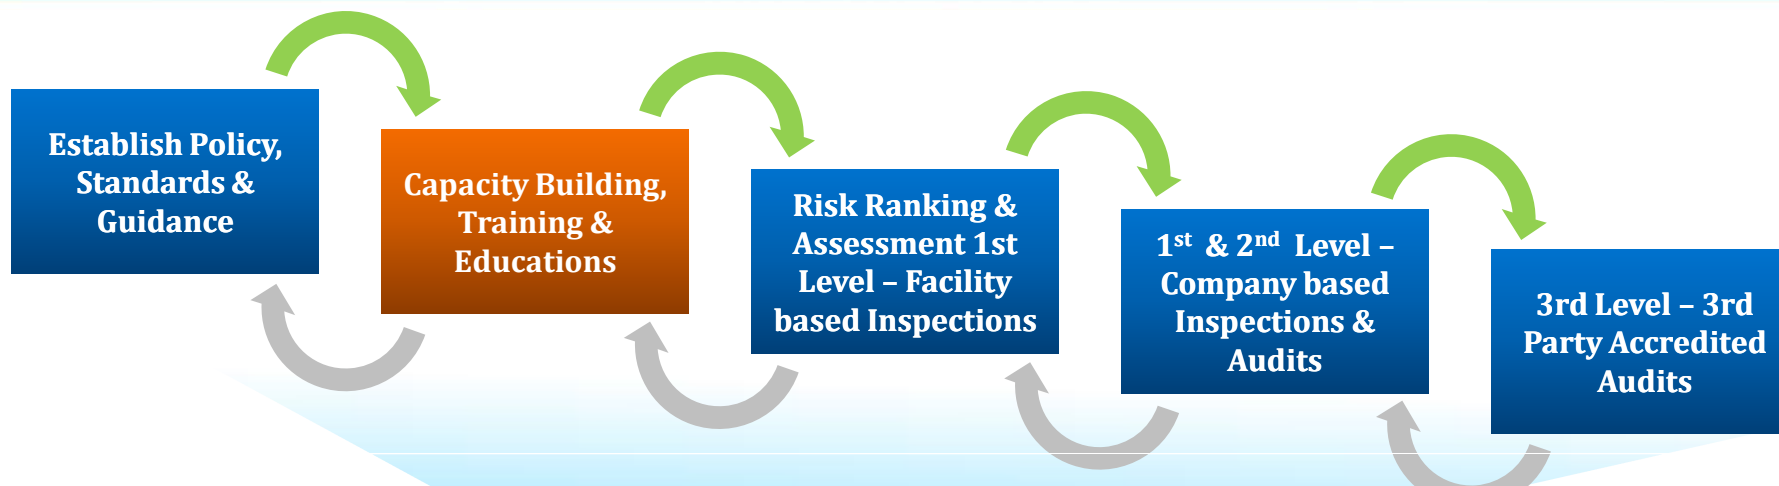 Establish Policy,
Standards &
Guidance
Capacity Building,
Training &
Educations
Risk Ranking &
Assessment 1st
Level – Facility
based Inspections
1st & 2nd Level –
Company based
Inspections &
Audits
3rd Level – 3rd
Party Accredited
Audits